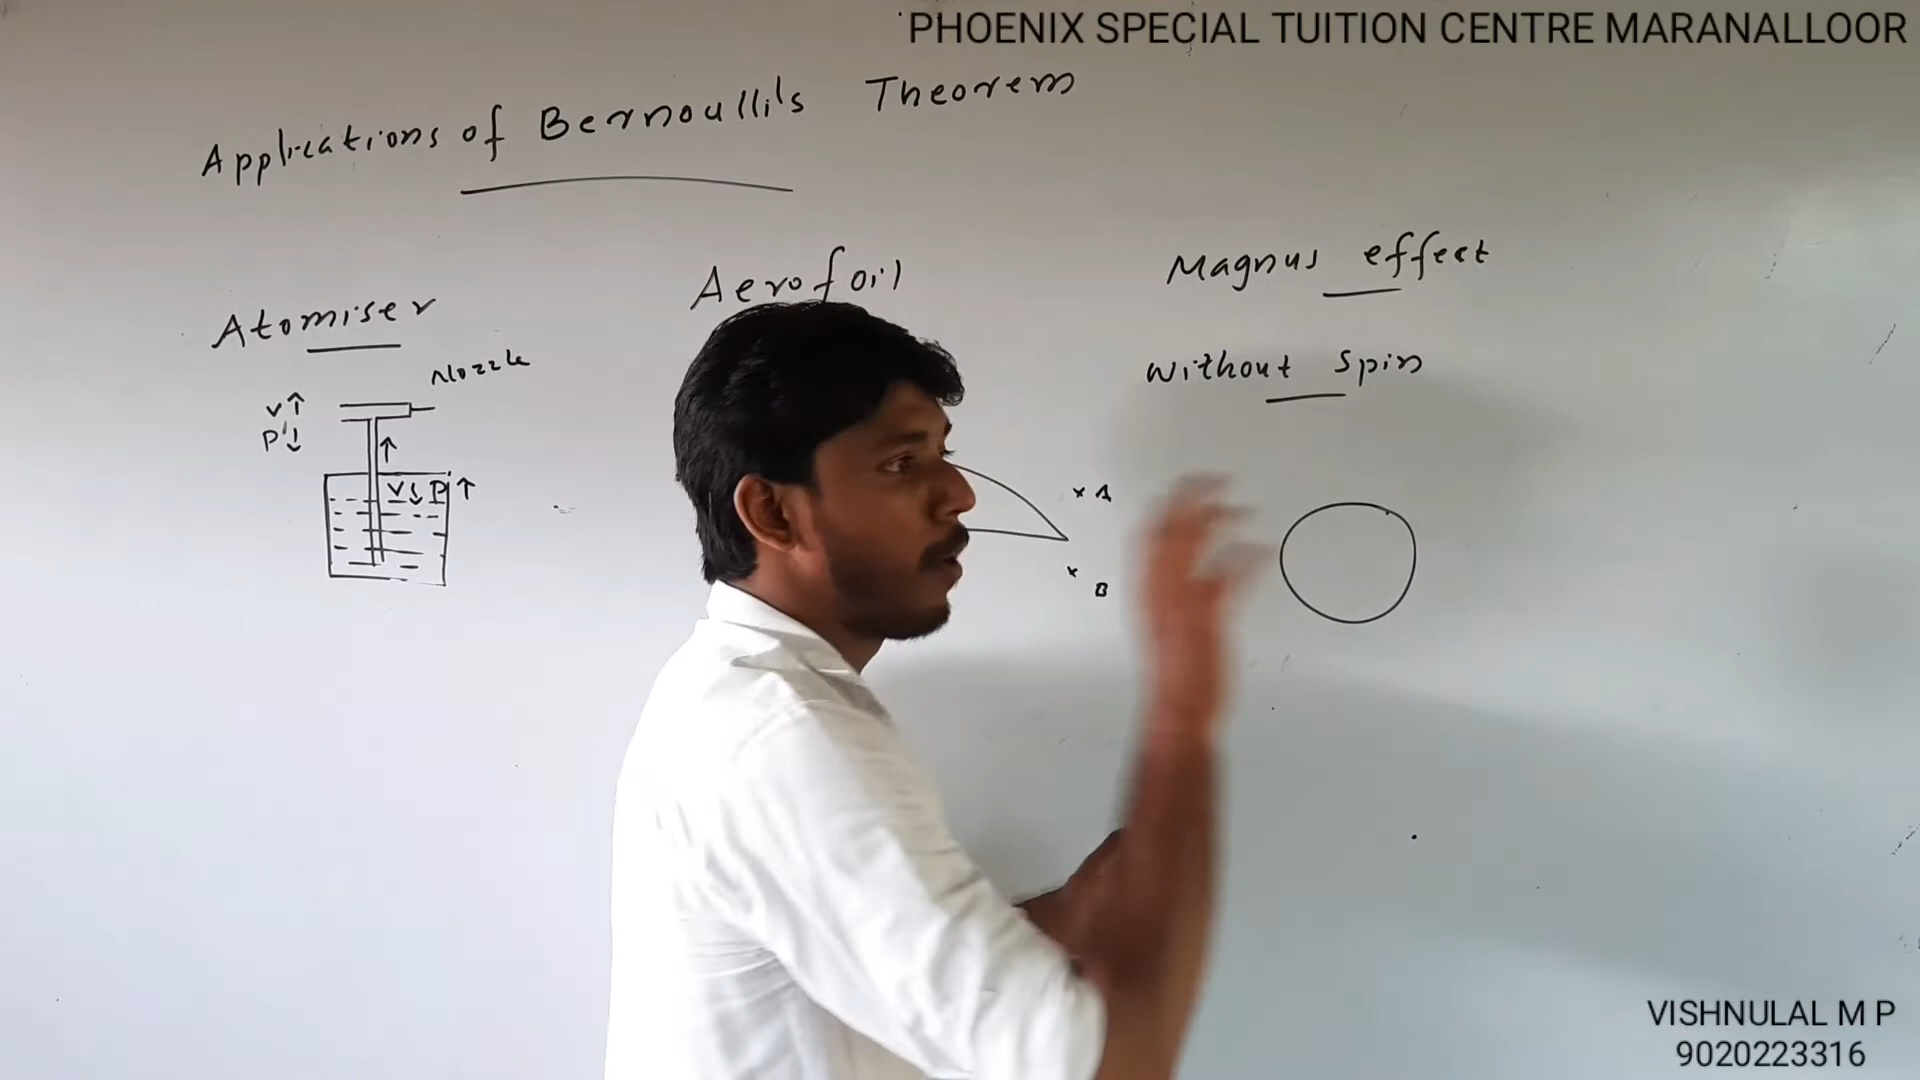 PHOENIX SPECIAL TUITION CENTRE MARANALLOOR
Applications of Bernoulli's Theorem
Atomiser
Nozzle
V↑
P↓
↑
V↓ P↑
Aerofoil
× A
× B
Magnus effect
Without Spin
VISHNULAL M P
9020223316